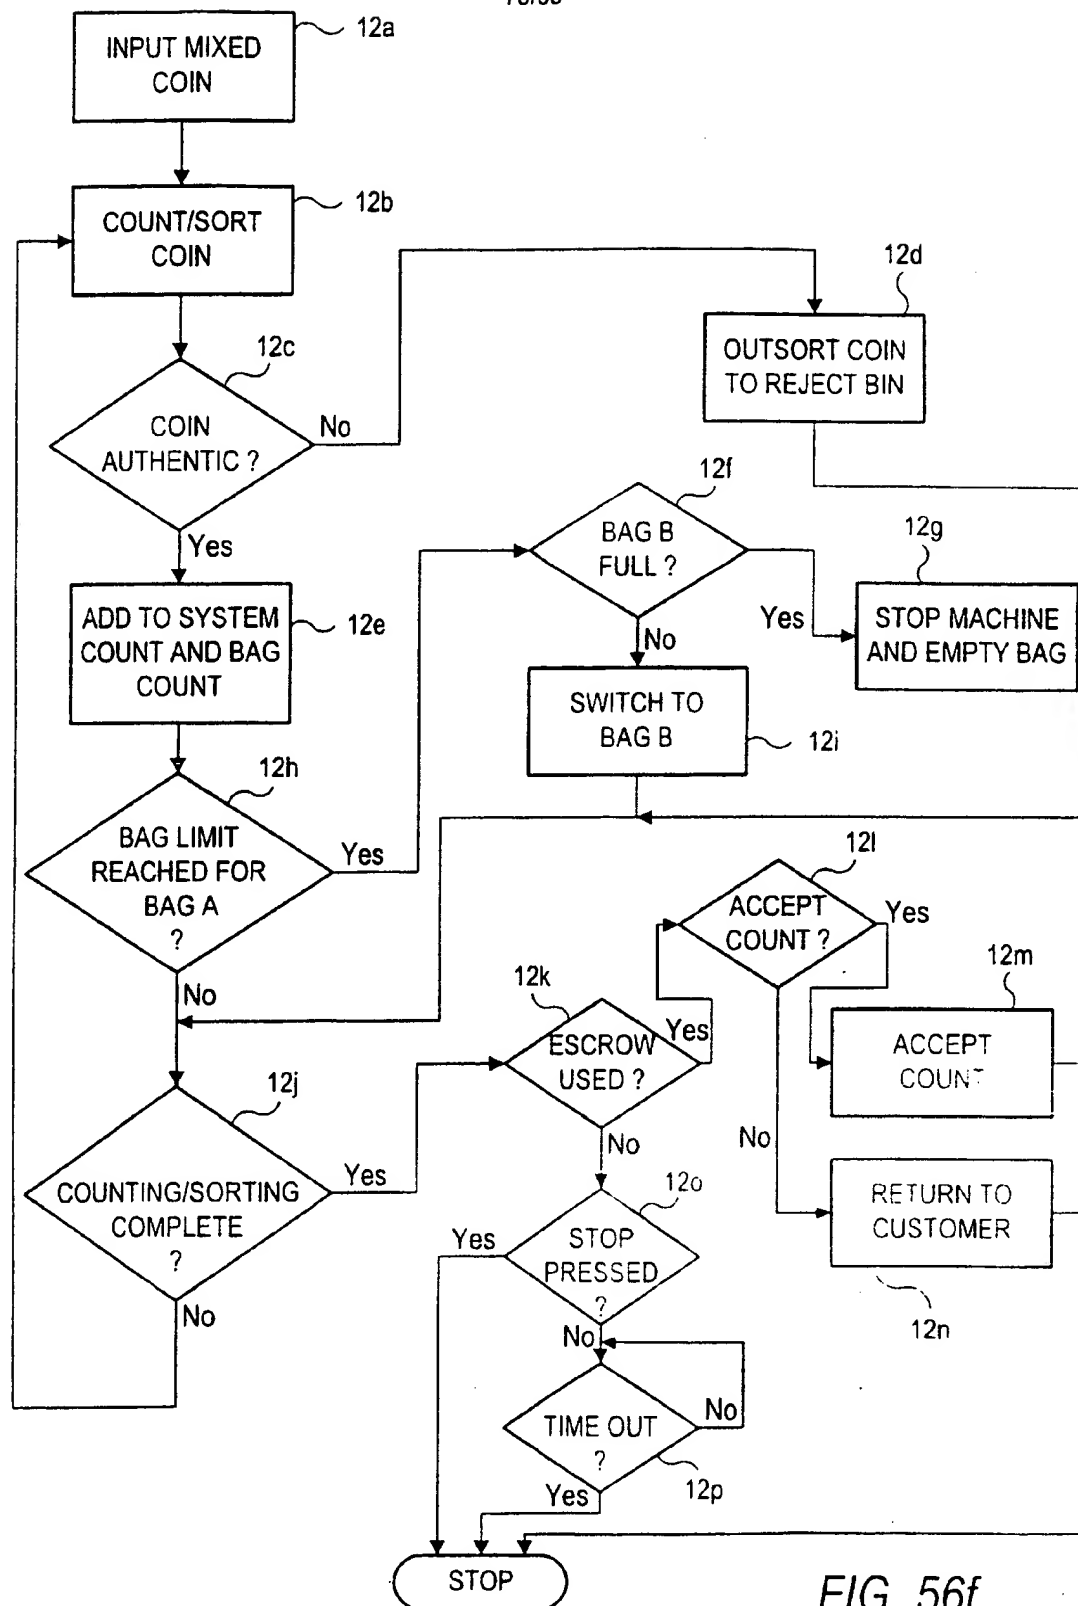 12a
INPUT MIXED
COIN
12b
COUNT/SORT
COIN
12d
OUTSORT COIN
TO REJECT BIN
12c
COIN
AUTHENTIC ?
No
Yes
12f
BAG B
FULL ?
Yes
No
12g
STOP MACHINE
AND EMPTY BAG
ADD TO SYSTEM
COUNT AND BAG
COUNT
12e
SWITCH TO
BAG B
12i
12h
BAG LIMIT
REACHED FOR
BAG A
?
Yes
No
12l
ACCEPT
COUNT ?
Yes
No
12m
ACCEPT
COUNT
12k
ESCROW
USED ?
Yes
No
12j
COUNTING/SORTING
COMPLETE
?
Yes
No
RETURN TO
CUSTOMER
12n
12o
STOP
PRESSED
?
Yes
No
TIME OUT
?
No
12p
Yes
STOP
FIG. 56f